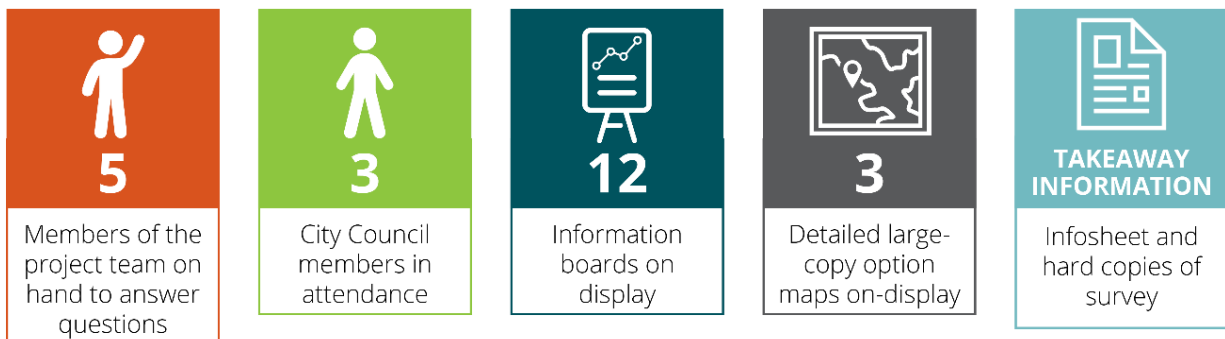 5
Members of the
project team on
hand to answer
questions
3
City Council
members in
attendance
12
Information
boards on
display
3
Detailed large-
copy option
maps on-display
TAKEAWAY
INFORMATION
Infosheet and
hard copies of
survey